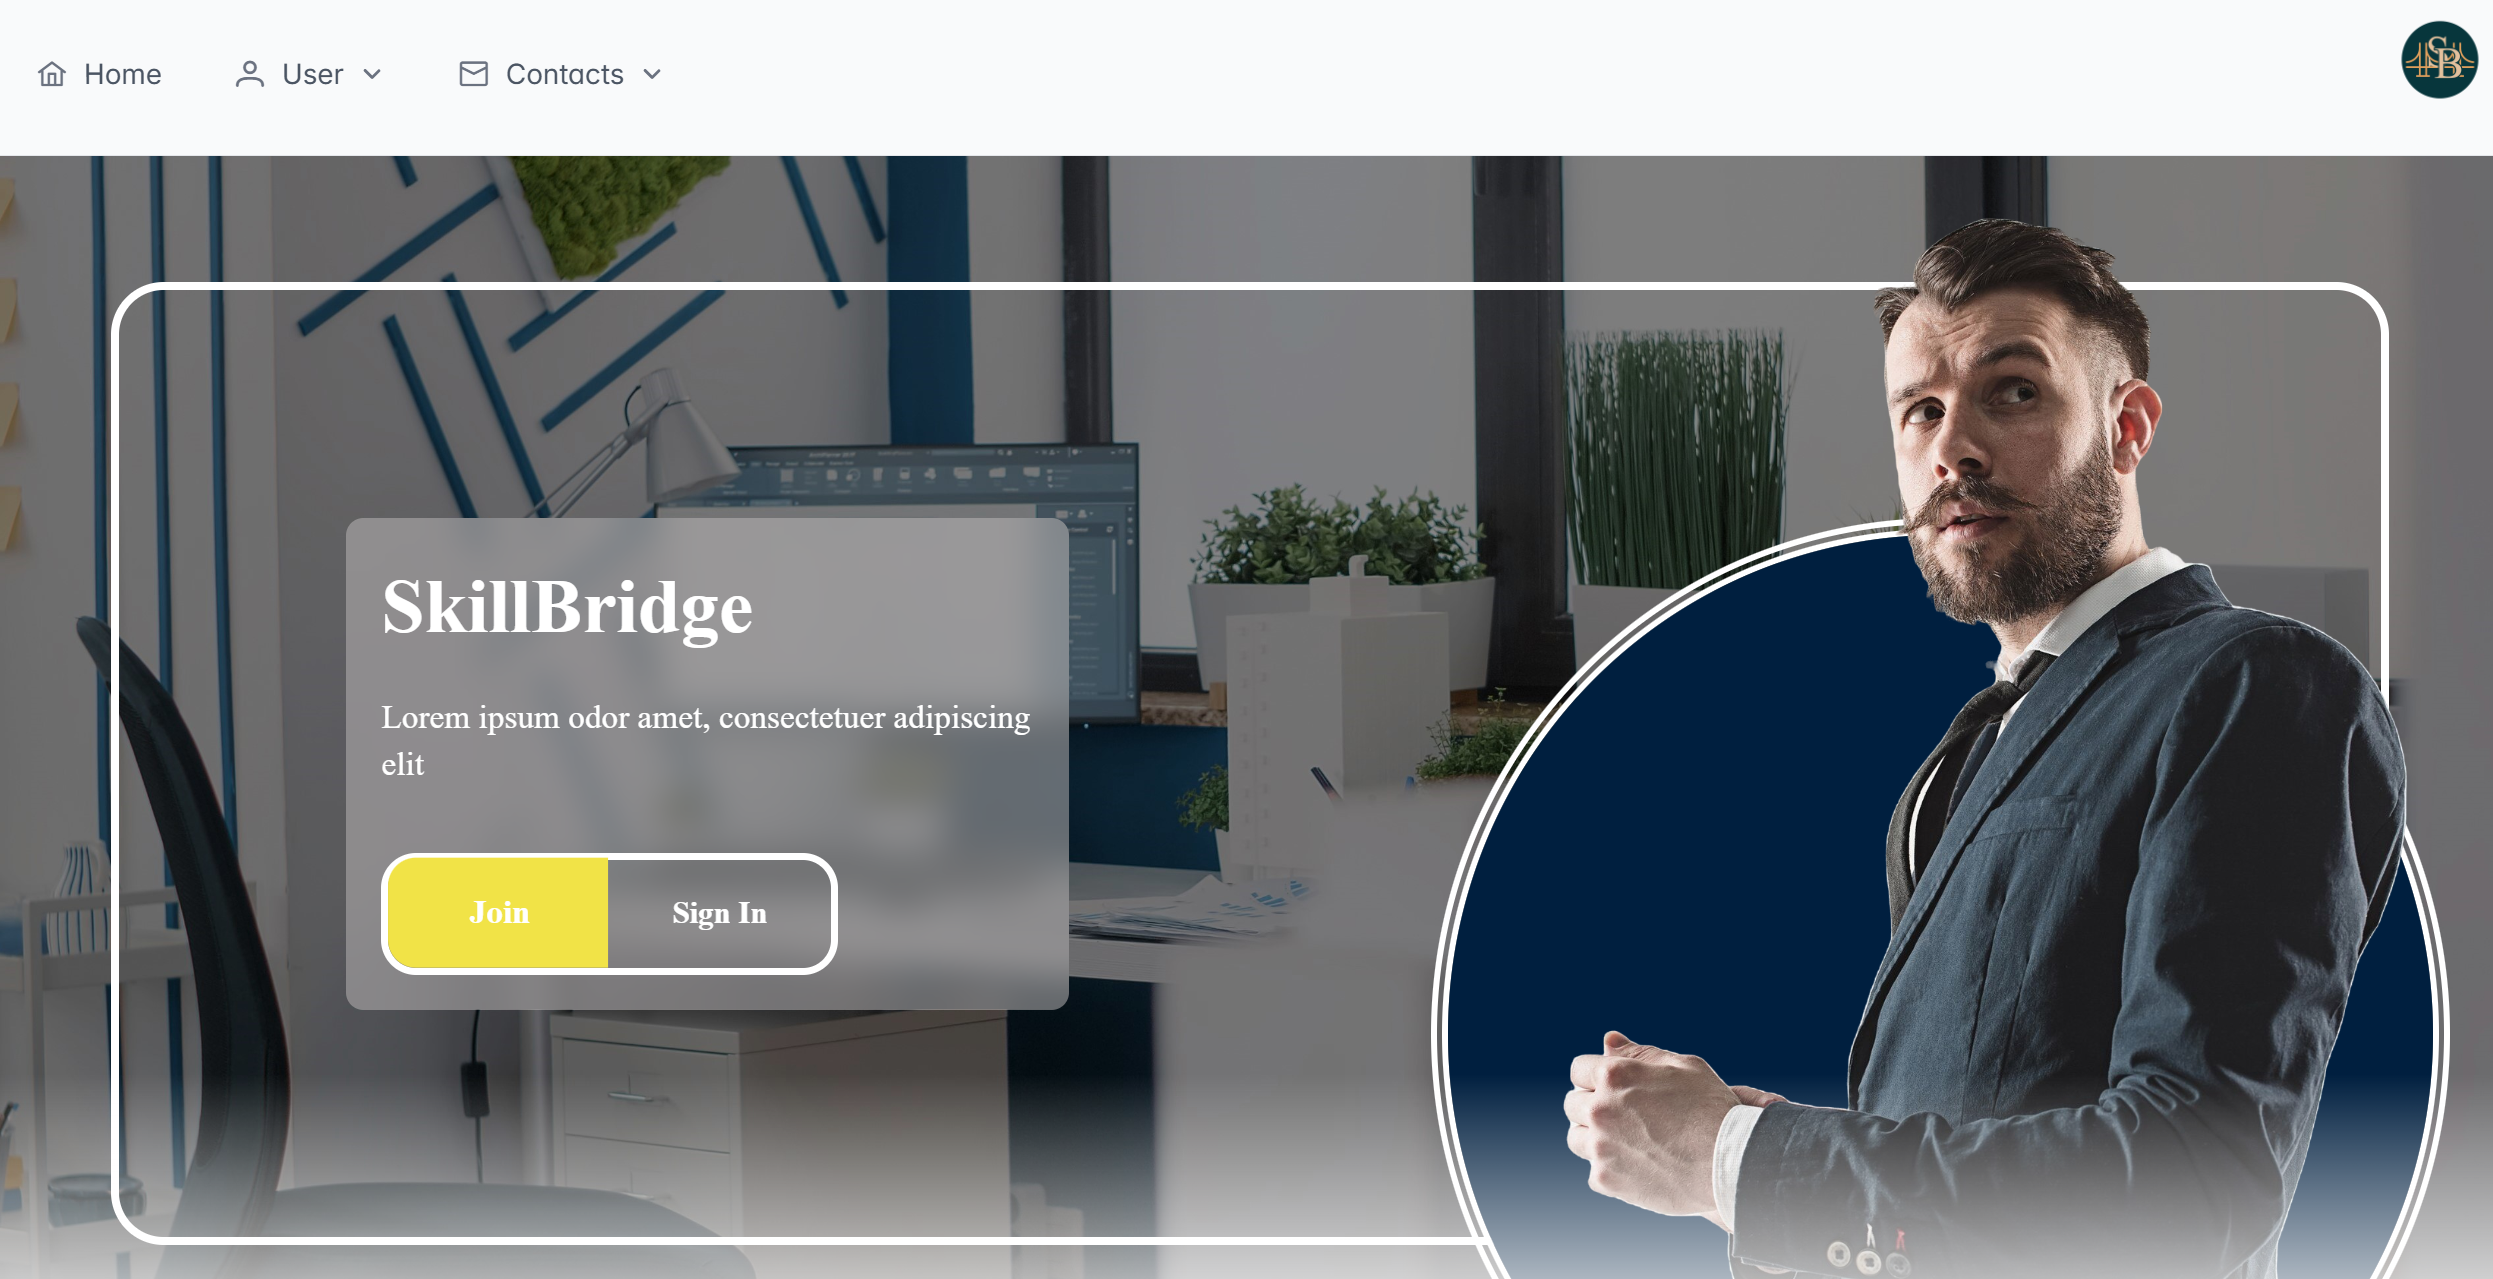 Home
User
Contacts
SB
SkillBridge
Lorem ipsum odor amet, consectetuer adipiscing
elit
Join
Sign In